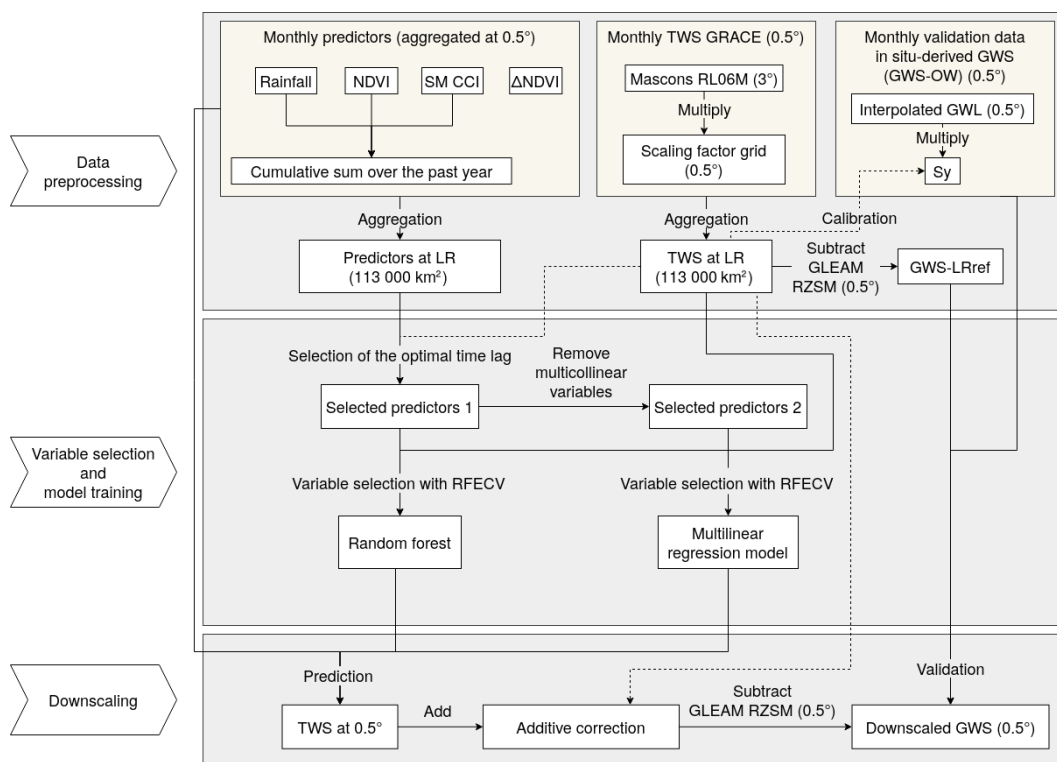 Monthly predictors (aggregated at 0.5°)
Rainfall
NDVI
SM CCI
ΔNDVI
Cumulative sum over the past year
Monthly TWS GRACE (0.5°)
Mascons RL06M (3°)
Multiply
Scaling factor grid
(0.5°)
Monthly validation data
in situ-derived GWS
(GWS-OW) (0.5°)
Interpolated GWL (0.5°)
Multiply
Sy
Data
preprocessing
Aggregation
Aggregation
Calibration
Predictors at LR
(113 000 km²)
TWS at LR
(113 000 km²)
Subtract
GLEAM
RZSM (0.5°)
GWS-LRref
Selection of the optimal time lag
Remove
multicollinear
variables
Selected predictors 1
Selected predictors 2
Variable selection
and
model training
Variable selection with RFECV
Variable selection with RFECV
Random forest
Multilinear
regression model
Downscaling
Prediction
Validation
TWS at 0.5°
Add
Additive correction
Subtract
GLEAM RZSM (0.5°)
Downscaled GWS (0.5°)